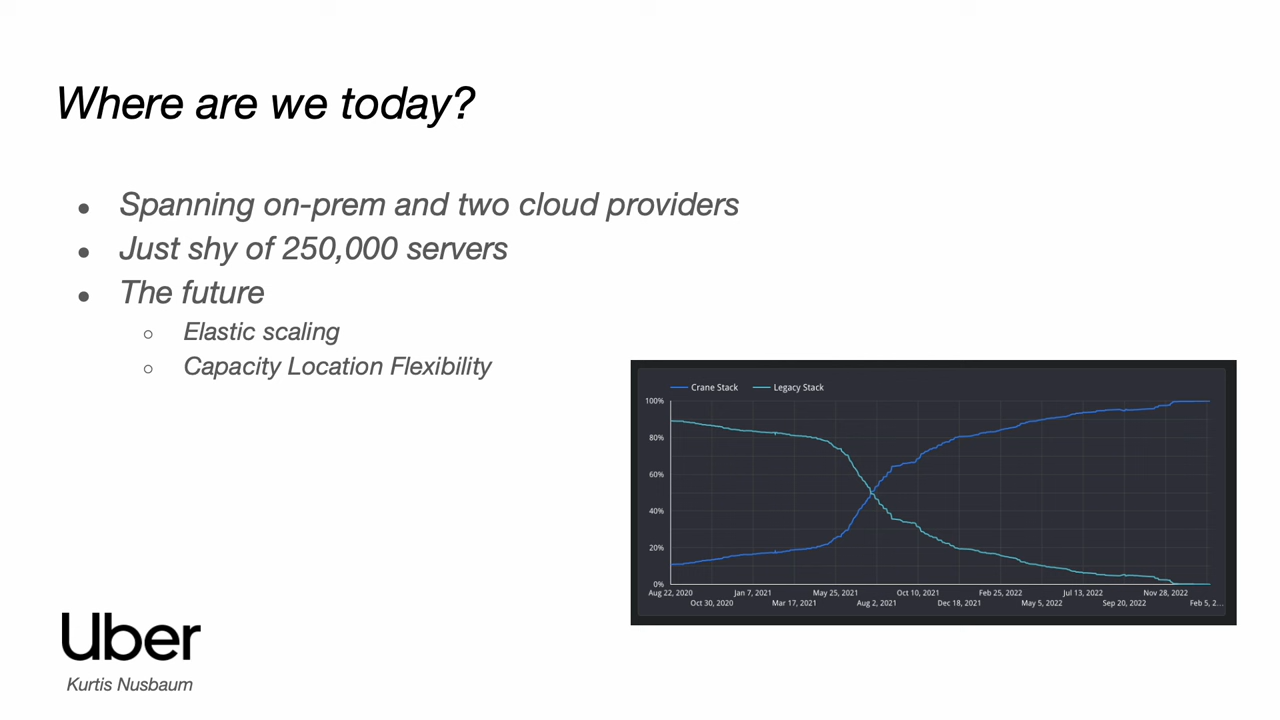 Where are we today?
● Spanning on-prem and two cloud providers
● Just shy of 250,000 servers
● The future
○ Elastic scaling
○ Capacity Location Flexibility
Crane Stack Legacy Stack
100%
80%
60%
40%
20%
0%
Aug 22, 2020 Jan 7, 2021 May 25, 2021 Oct 10, 2021 Feb 25, 2022 Jul 13, 2022 Nov 28, 2022
Oct 30, 2020 Mar 17, 2021 Aug 2, 2021 Dec 18, 2021 May 5, 2022 Sep 20, 2022 Feb 5, 2...
Uber
Kurtis Nusbaum